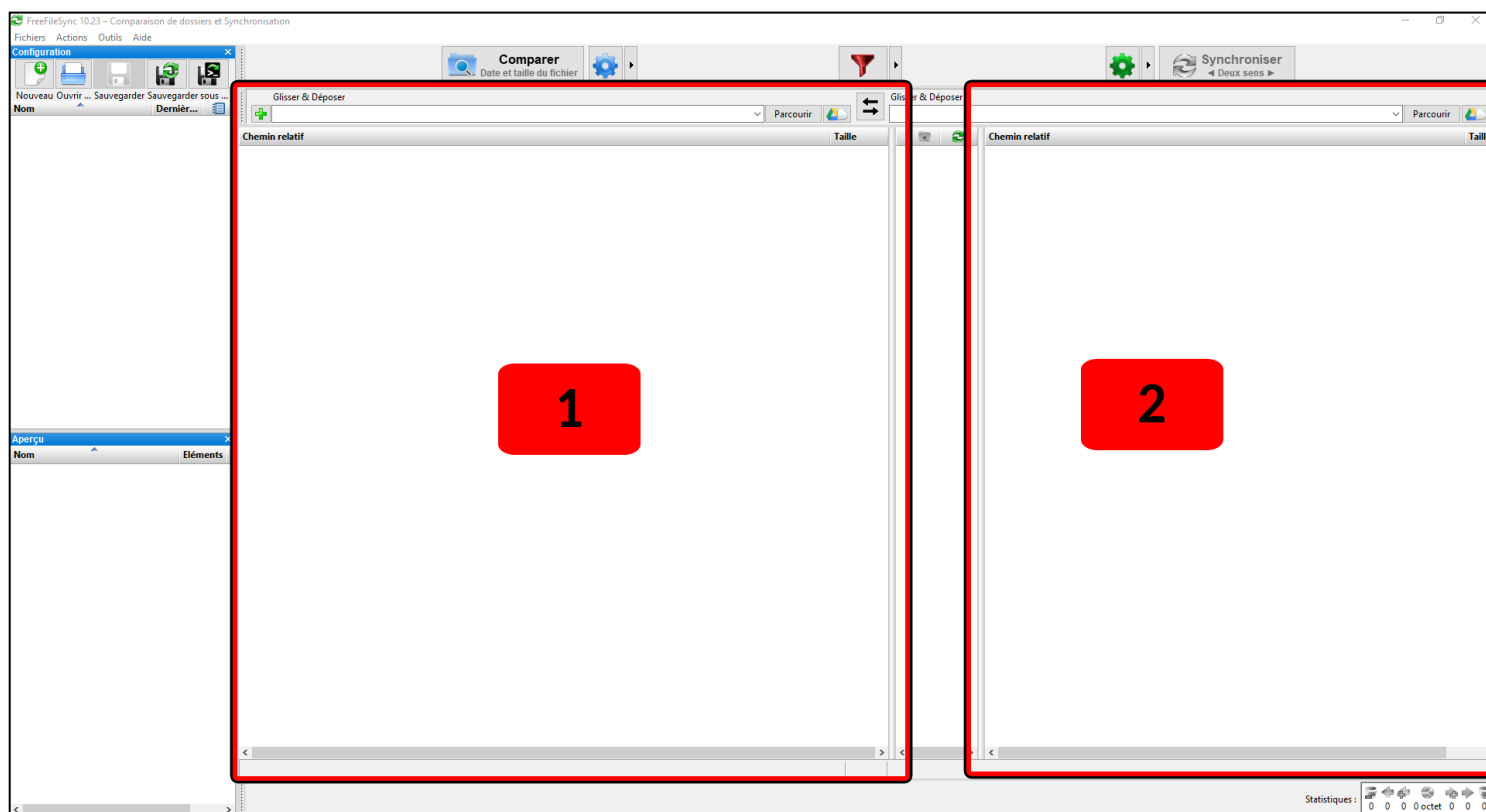 FreeFileSync 10.23 – Comparaison de dossiers et Synchronisation
Fichiers Actions Outils Aide
Configuration
Nouveau Ouvrir ... Sauvegarder Sauvegarder sous ...
Nom Dernièr...
Comparer
Date et taille du fichier
Synchroniser
◄ Deux sens ►
Glisser & Déposer
Parcourir
Glisser & Déposer
Parcourir
Chemin relatif Taille
Chemin relatif Taill
1
2
Aperçu
Nom Eléments
Statistiques :
0 0 0 0 octet 0 0 0